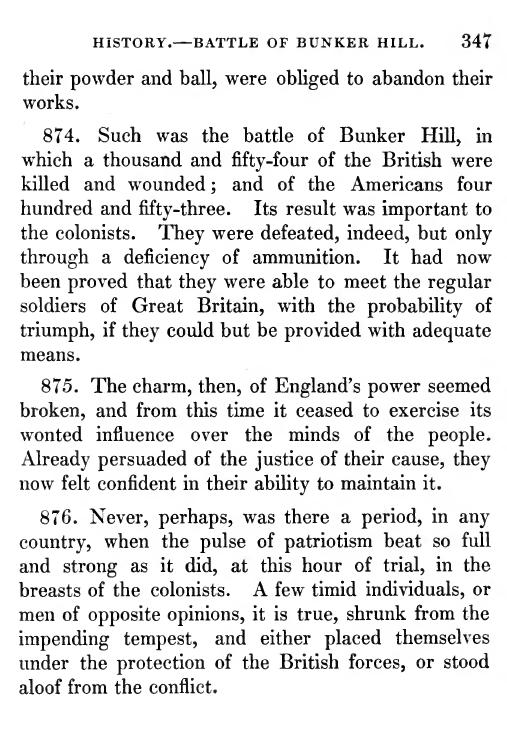 HISTORY.—BATTLE OF BUNKER HILL. 347
their powder and ball, were obliged to abandon their
works.
874. Such was the battle of Bunker Hill, in
which a thousand and fifty-four of the British were
killed and wounded; and of the Americans four
hundred and fifty-three. Its result was important to
the colonists. They were defeated, indeed, but only
through a deficiency of ammunition. It had now
been proved that they were able to meet the regular
soldiers of Great Britain, with the probability of
triumph, if they could but be provided with adequate
means.
875. The charm, then, of England's power seemed
broken, and from this time it ceased to exercise its
wonted influence over the minds of the people.
Already persuaded of the justice of their cause, they
now felt confident in their ability to maintain it.
876. Never, perhaps, was there a period, in any
country, when the pulse of patriotism beat so full
and strong as it did, at this hour of trial, in the
breasts of the colonists. A few timid individuals, or
men of opposite opinions, it is true, shrunk from the
impending tempest, and either placed themselves
under the protection of the British forces, or stood
aloof from the conflict.